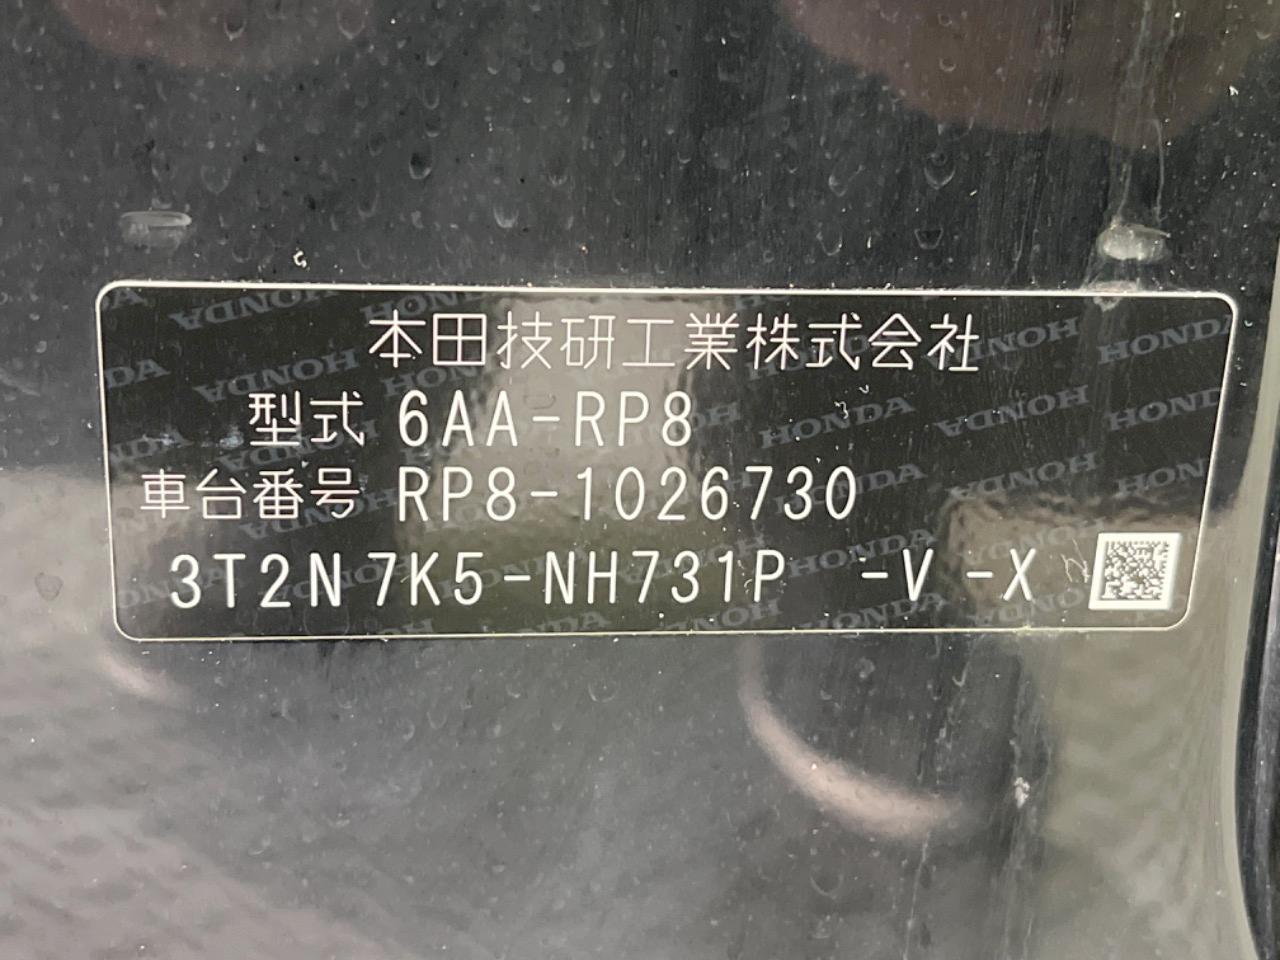 本田技研工業株式会社
型式 6AA-RP8
車台番号 RP8-1026730
3T2N7K5-NH731P -V -X